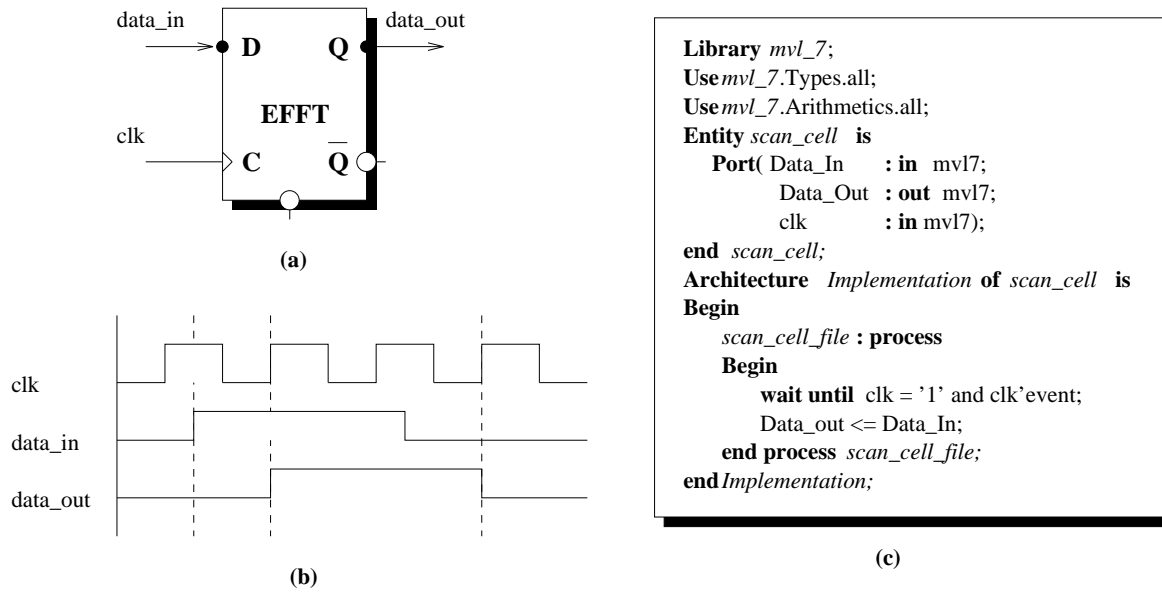 data_in
data_out
D
Q
EFFT
clk
C
Q
(a)
clk
data_in
data_out
(b)
Library mvl_7;
Use mvl_7.Types.all;
Use mvl_7.Arithmetics.all;
Entity scan_cell is
Port( Data_In : in mvl7;
Data_Out : out mvl7;
clk : in mvl7);
end scan_cell;
Architecture Implementation of scan_cell is
Begin
scan_cell_file : process
Begin
wait until clk = '1' and clk'event;
Data_out <= Data_In;
end process scan_cell_file;
end Implementation;
(c)